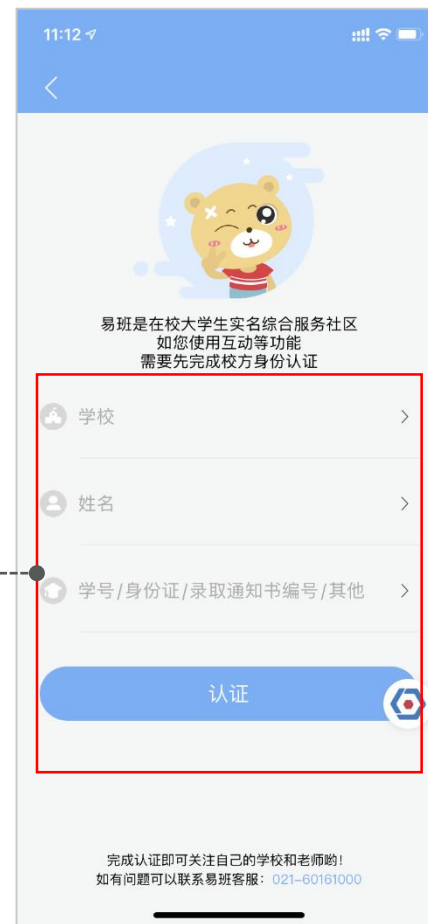 11:12
易班是在校大学生实名综合服务社区
如您使用互动等功能
需要先完成校方身份认证
学校
姓名
学号/身份证/录取通知书编号/其他
认证
完成认证即可关注自己的学校和老师哟!
如有问题可以联系易班客服：021-60161000